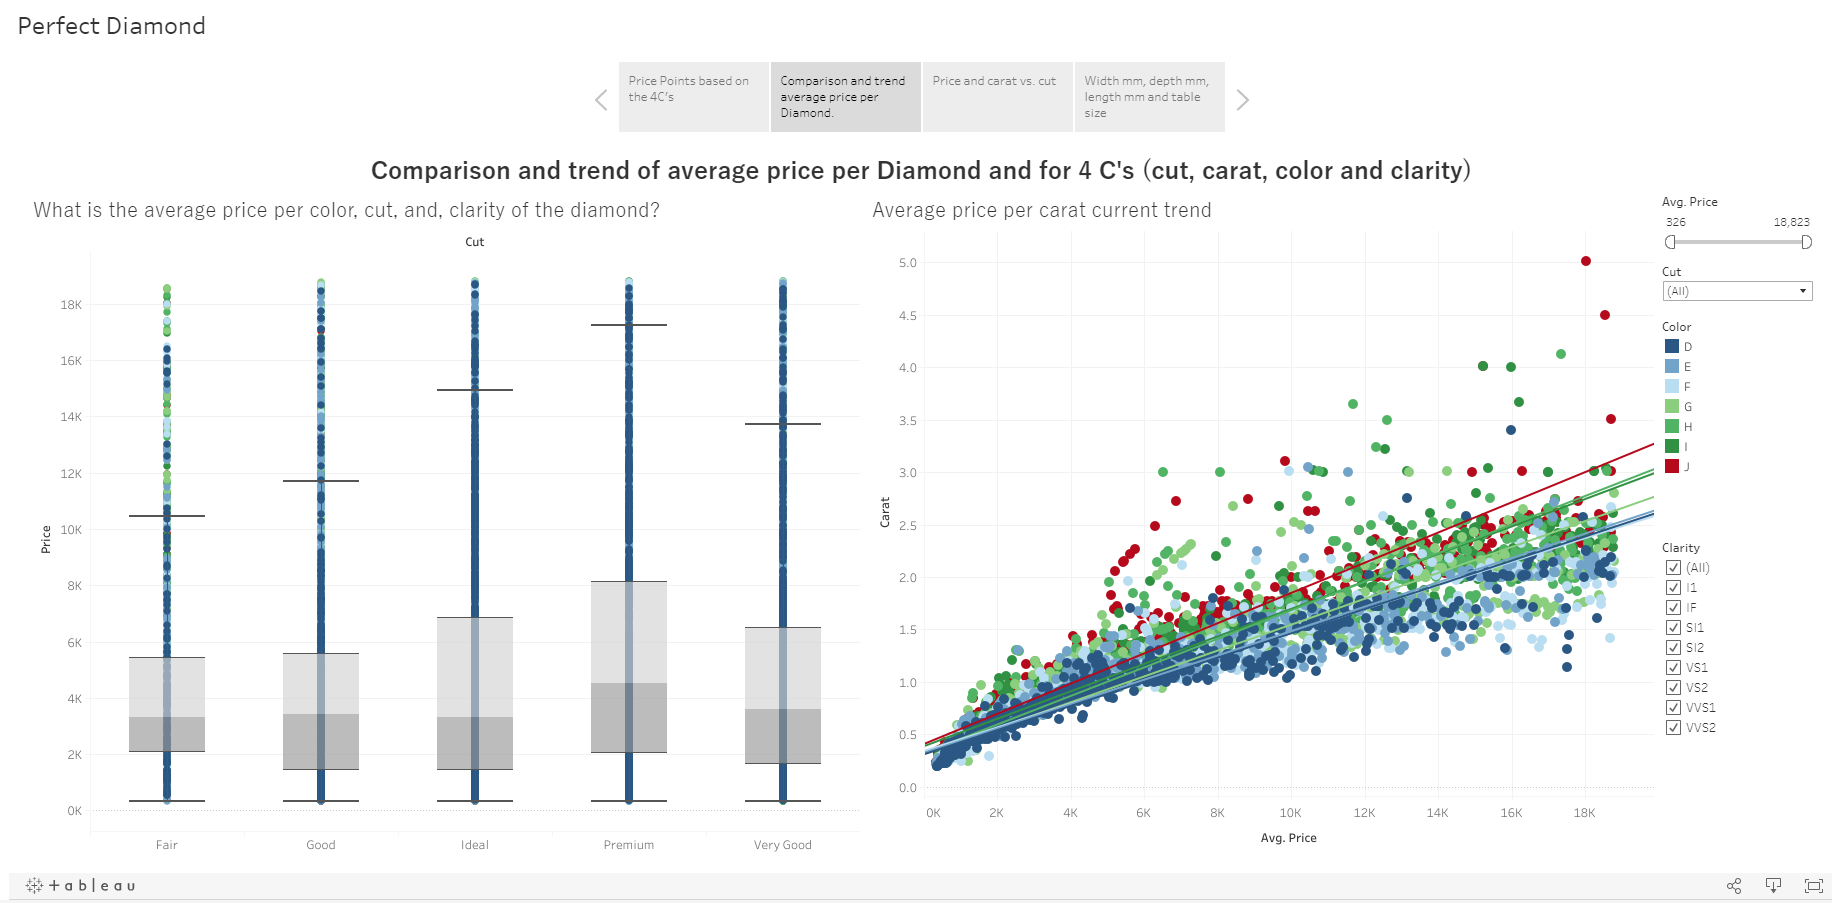 Perfect Diamond
Price Points based on
the 4C's
Comparison and trend
average price per
Diamond.
Price and carat vs. cut
Width mm, depth mm,
length mm and table
size
Comparison and trend of average price per Diamond and for 4 C's (cut, carat, color and clarity)
What is the average price per color, cut, and, clarity of the diamond?
Cut
Price
18K
16K
14K
12K
10K
8K
6K
4K
2K
0K
Fair
Good
Ideal
Premium
Very Good
Average price per carat current trend
Carat
5.0
4.5
4.0
3.5
3.0
2.5
2.0
1.5
1.0
0.5
0.0
0K
2K
4K
6K
8K
10K
12K
14K
16K
18K
Avg. Price
Avg. Price
326
18,823
Cut
(All)
Color
D
E
F
G
H
I
J
Clarity
(All)
I1
IF
SI1
SI2
VS1
VS2
VVS1
VVS2
tableau